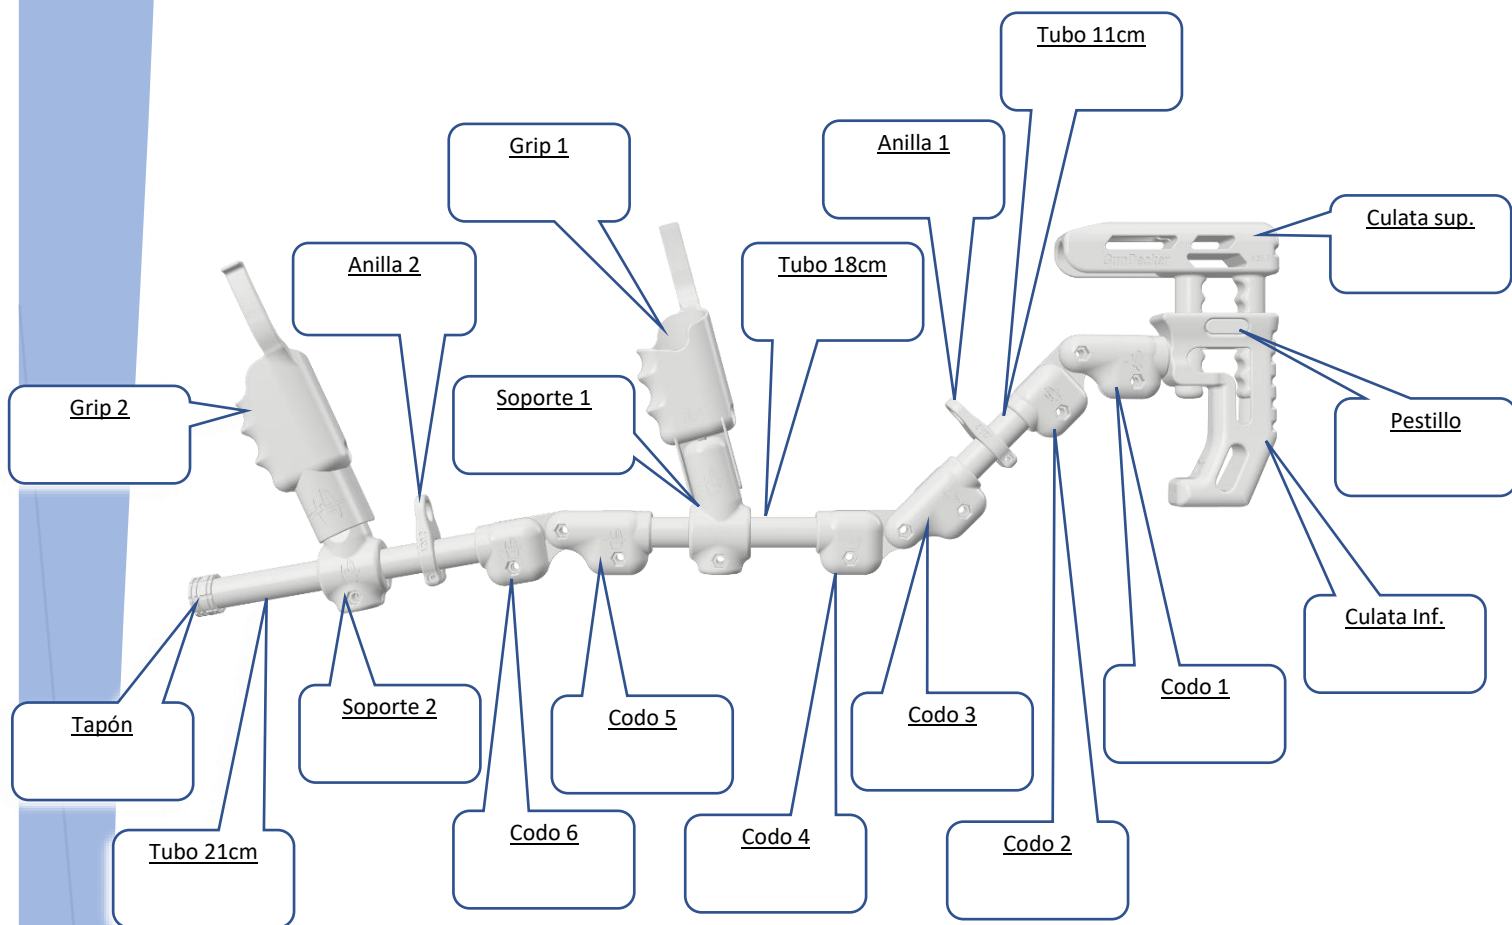 Tubo 11cm
Grip 1
Anilla 1
Culata sup.
Anilla 2
Tubo 18cm
Grip 2
Soporte 1
Pestillo
Culata Inf.
Codo 1
Soporte 2
Codo 5
Codo 3
Tapón
Codo 6
Codo 4
Codo 2
Tubo 21cm